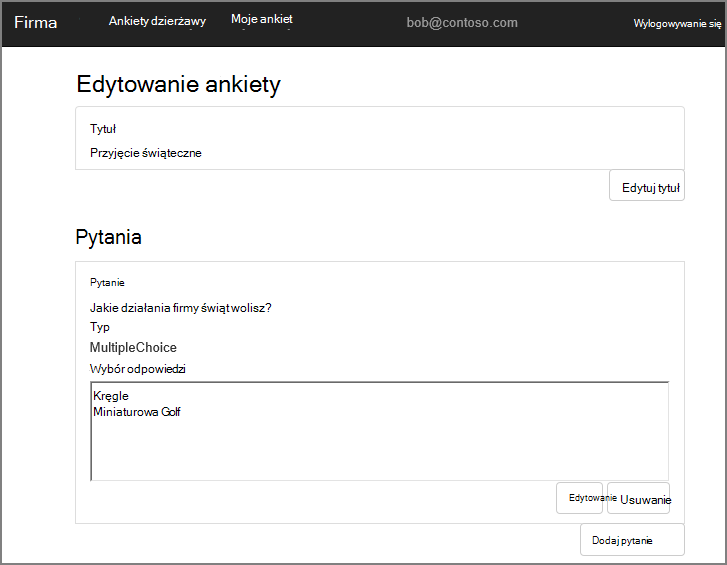 Firma Ankiety dzierżawy Moje ankiet bob@contoso.com Wylogowywanie się
Edytowanie ankiety
Tytuł
Przyjęcie świąteczne
Edytuj tytuł
Pytania
Pytanie
Jakie działania firmy świąt wolisz?
Typ
MultipleChoice
Wybór odpowiedzi
Kręgle
Miniaturowa Golf
Edytowanie Usuwanie
Dodaj pytanie